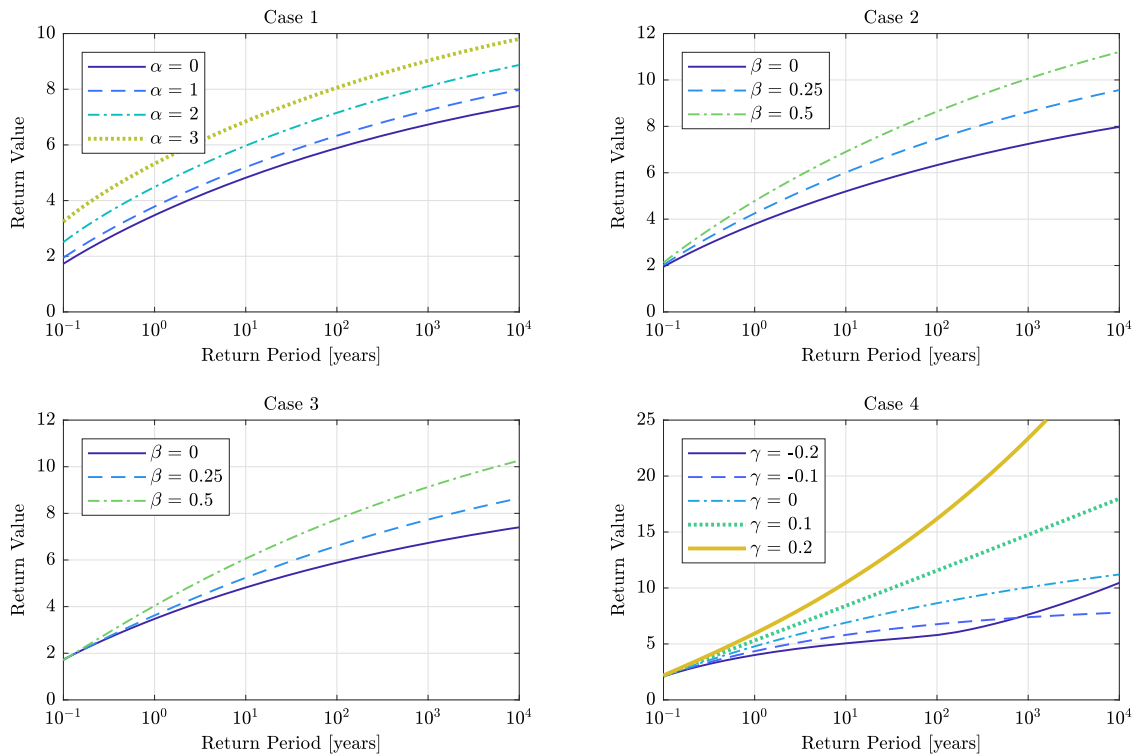 Case 1
10
8
6
4
2
0
Return Value
α = 0
α = 1
α = 2
α = 3
10^-1 10^0 10^1 10^2 10^3 10^4
Return Period [years]
Case 2
12
10
8
6
4
2
0
Return Value
β = 0
β = 0.25
β = 0.5
10^-1 10^0 10^1 10^2 10^3 10^4
Return Period [years]
Case 3
12
10
8
6
4
2
0
Return Value
β = 0
β = 0.25
β = 0.5
10^-1 10^0 10^1 10^2 10^3 10^4
Return Period [years]
Case 4
25
20
15
10
5
0
Return Value
γ = -0.2
γ = -0.1
γ = 0
γ = 0.1
γ = 0.2
10^-1 10^0 10^1 10^2 10^3 10^4
Return Period [years]